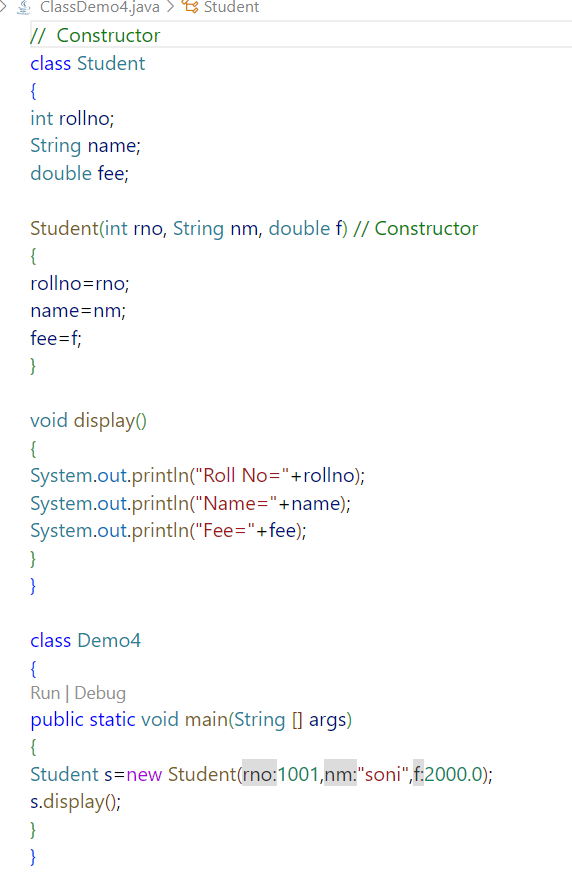 ClassDemo4.java > Student
//  Constructor
class Student
{
int rollno;
String name;
double fee;
Student(int rno, String nm, double f) // Constructor
{
rollno=rno;
name=nm;
fee=f;
}
void display()
{
System.out.println("Roll No="+rollno);
System.out.println("Name="+name);
System.out.println("Fee="+fee);
}
}
class Demo4
{
Run | Debug
public static void main(String [] args)
{
Student s=new Student(rno:1001,nm:"soni",f:2000.0);
s.display();
}
}